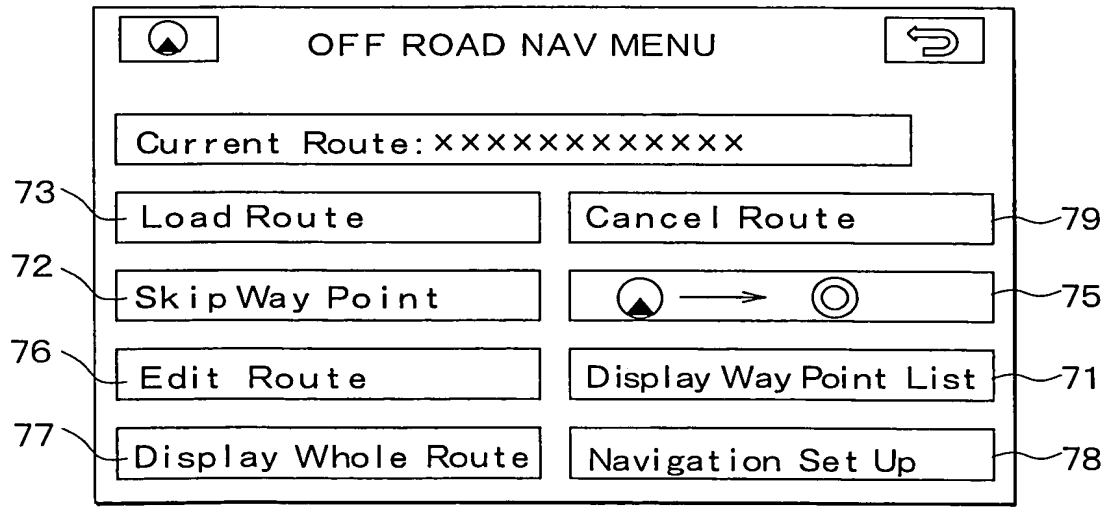 OFF ROAD NAV MENU
Current Route:××××××××××××
73 Load Route Cancel Route 79
72 Skip Way Point 75
76 Edit Route Display Way Point List 71
77 Display Whole Route Navigation Set Up 78